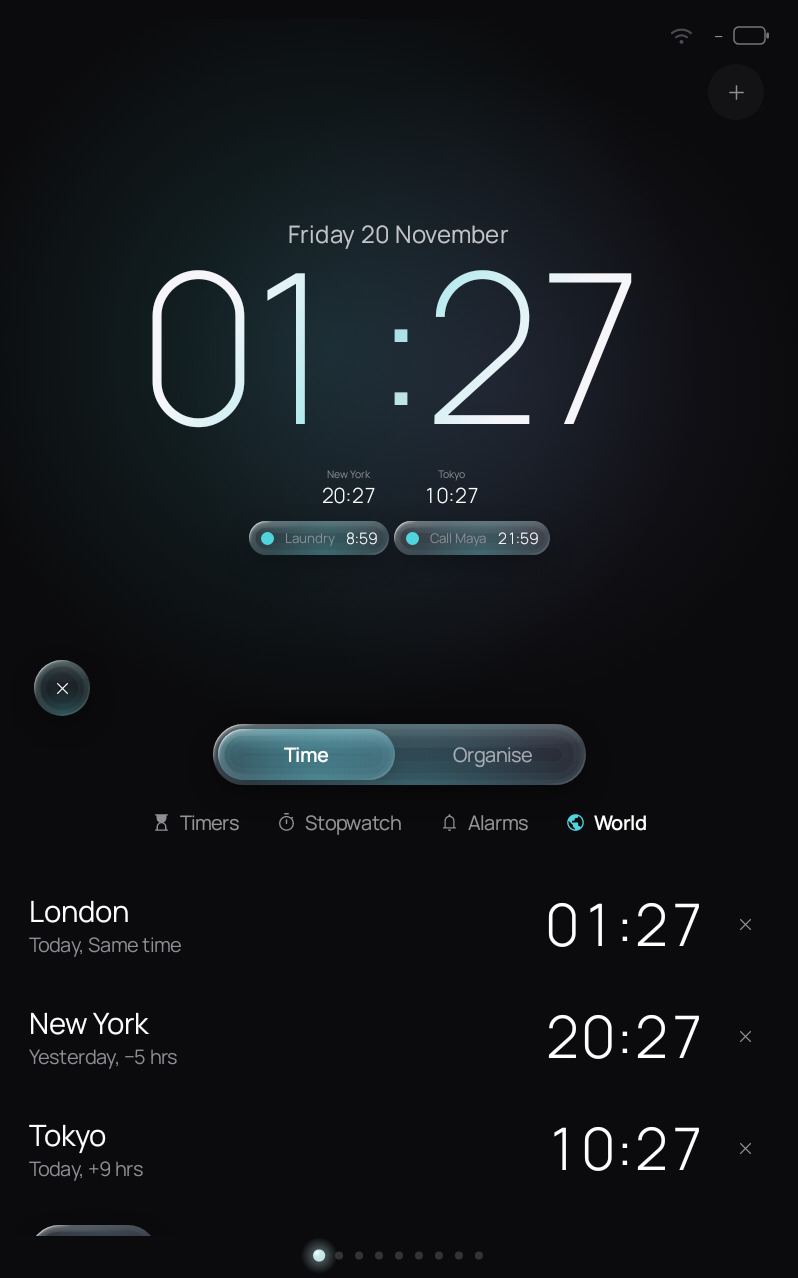 –
+
Friday 20 November
01:27
New York Tokyo
20:27 10:27
Laundry 8:59 Call Maya 21:59
Time Organise
Timers Stopwatch Alarms World
London 01:27
Today, Same time
New York 20:27
Yesterday, −5 hrs
Tokyo 10:27
Today, +9 hrs